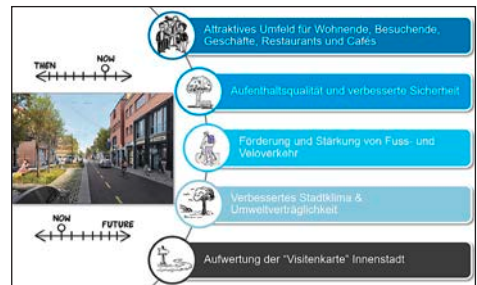 Attraktives Umfeld für Wohnende, Besuchende,
Geschäfte, Restaurants und Cafés
THEN NOW
Aufenthaltsqualität und verbesserte Sicherheit
Förderung und Stärkung von Fuss- und
Veloverkehr
Verbessertes Stadtklima &
Umweltverträglichkeit
NOW FUTURE
Aufwertung der "Visitenkarte" Innenstadt